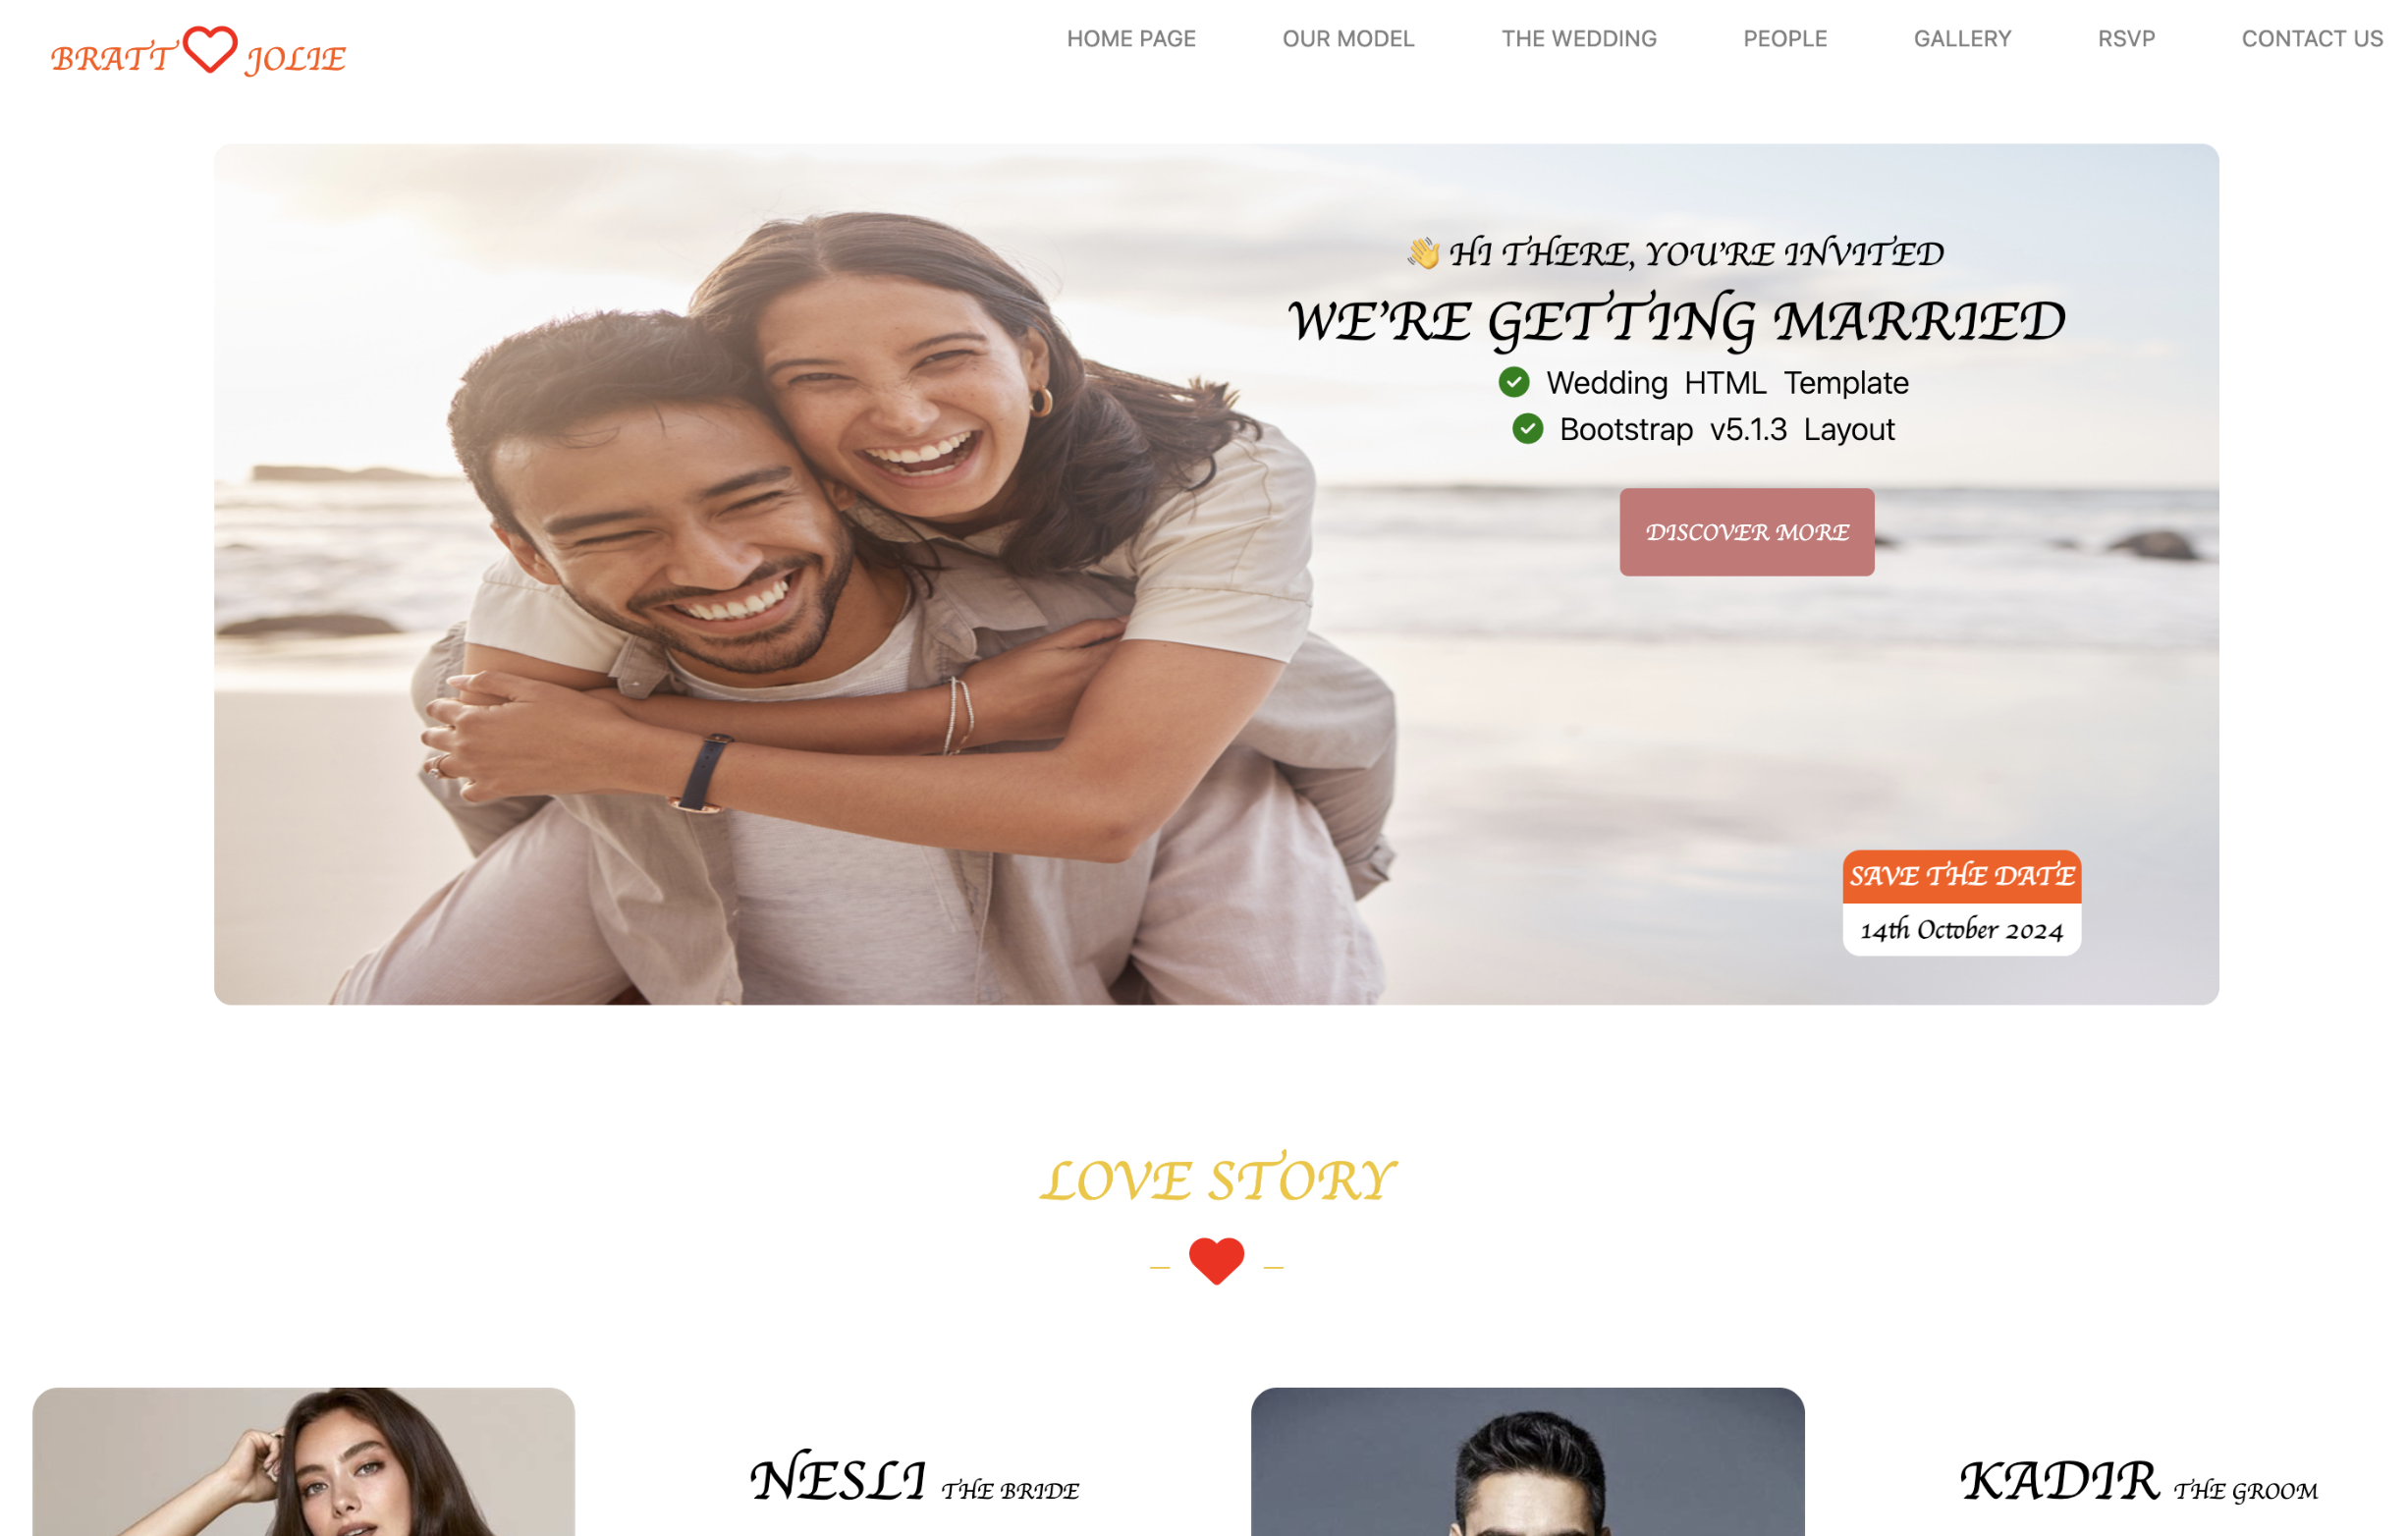 BRATT JOLIE
HOME PAGE OUR MODEL THE WEDDING PEOPLE GALLERY RSVP CONTACT US
👋 HI THERE, YOU'RE INVITED
WE'RE GETTING MARRIED
Wedding HTML Template
Bootstrap v5.1.3 Layout
DISCOVER MORE
SAVE THE DATE
14th October 2024
LOVE STORY
NESLI THE BRIDE
KADIR THE GROOM